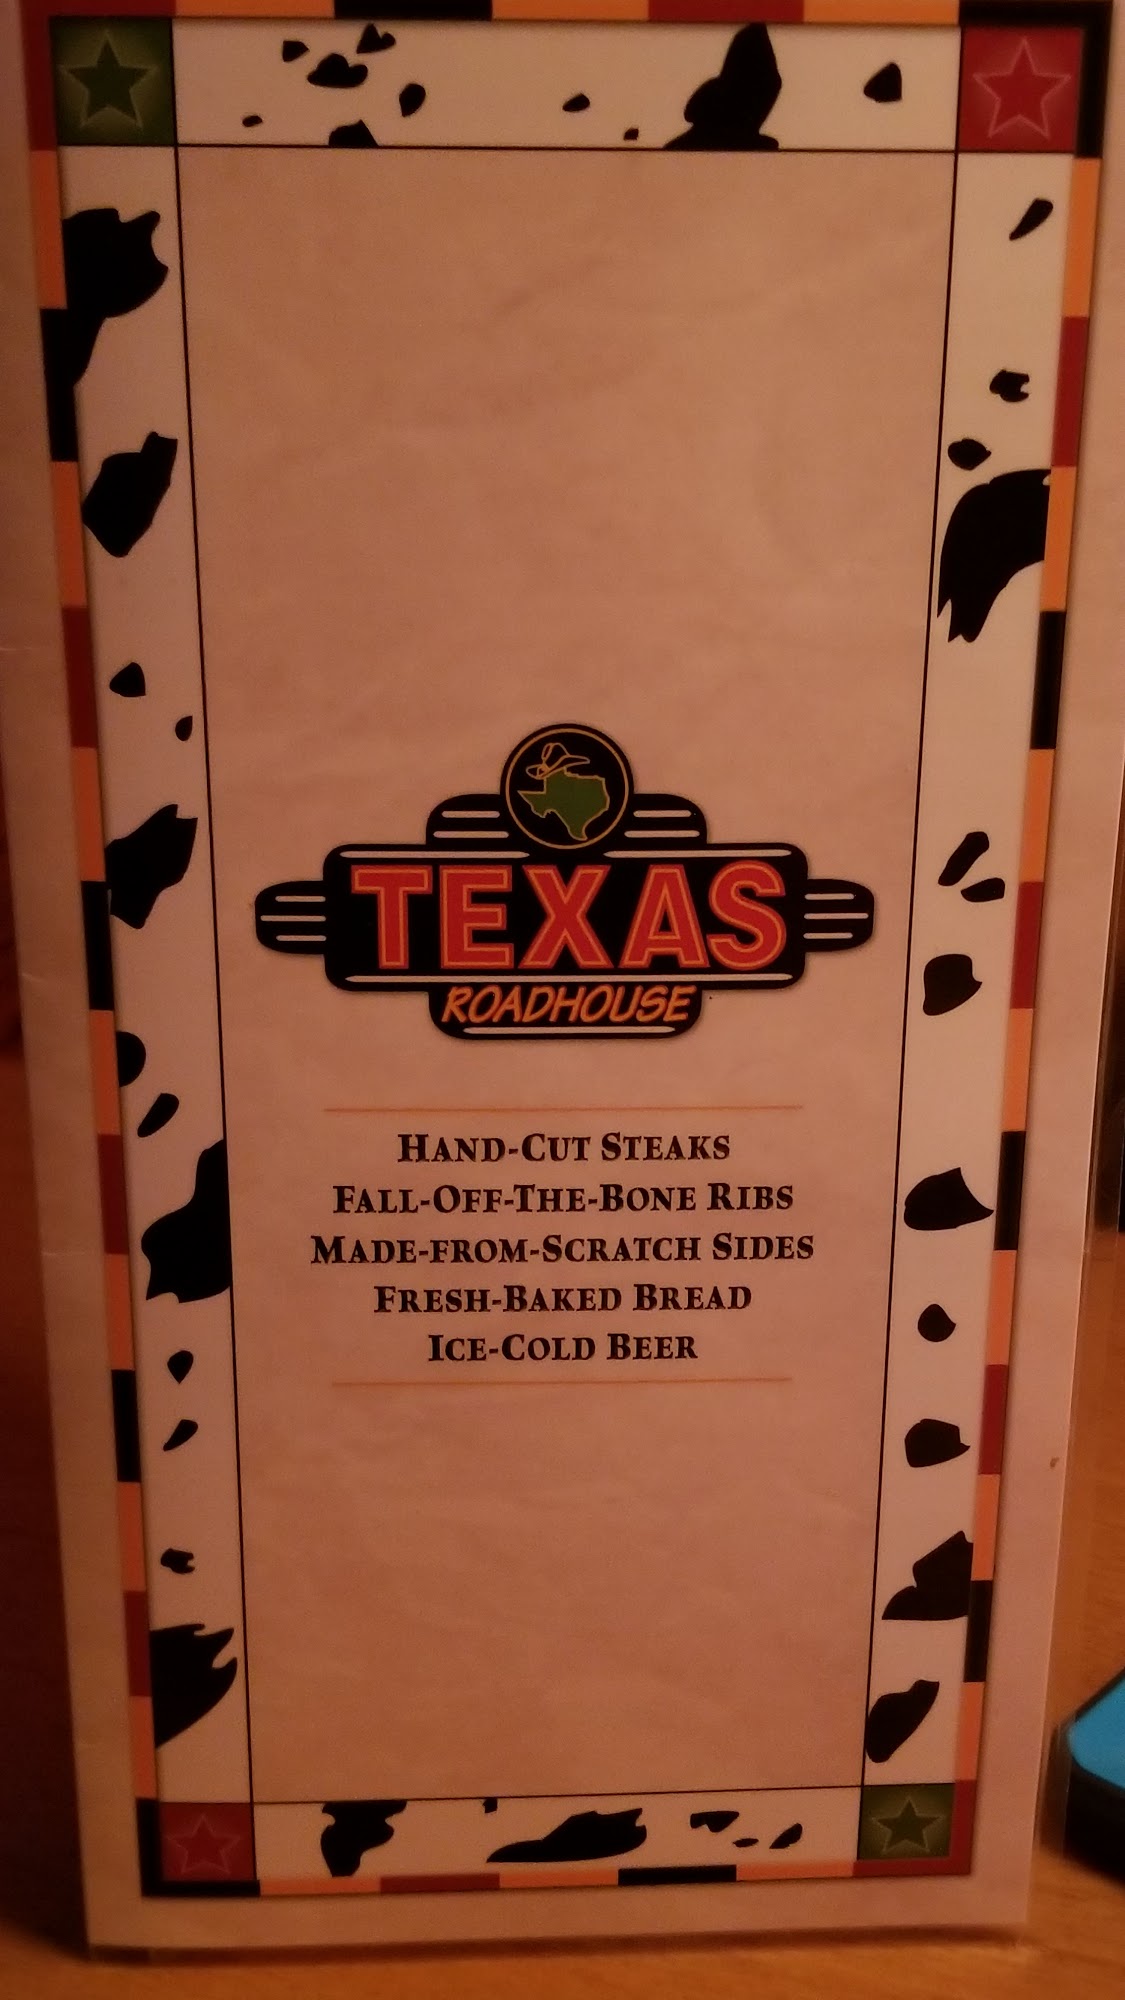 TEXAS
ROADHOUSE
HAND-CUT STEAKS
FALL-OFF-THE-BONE RIBS
MADE-FROM-SCRATCH SIDES
FRESH-BAKED BREAD
ICE-COLD BEER